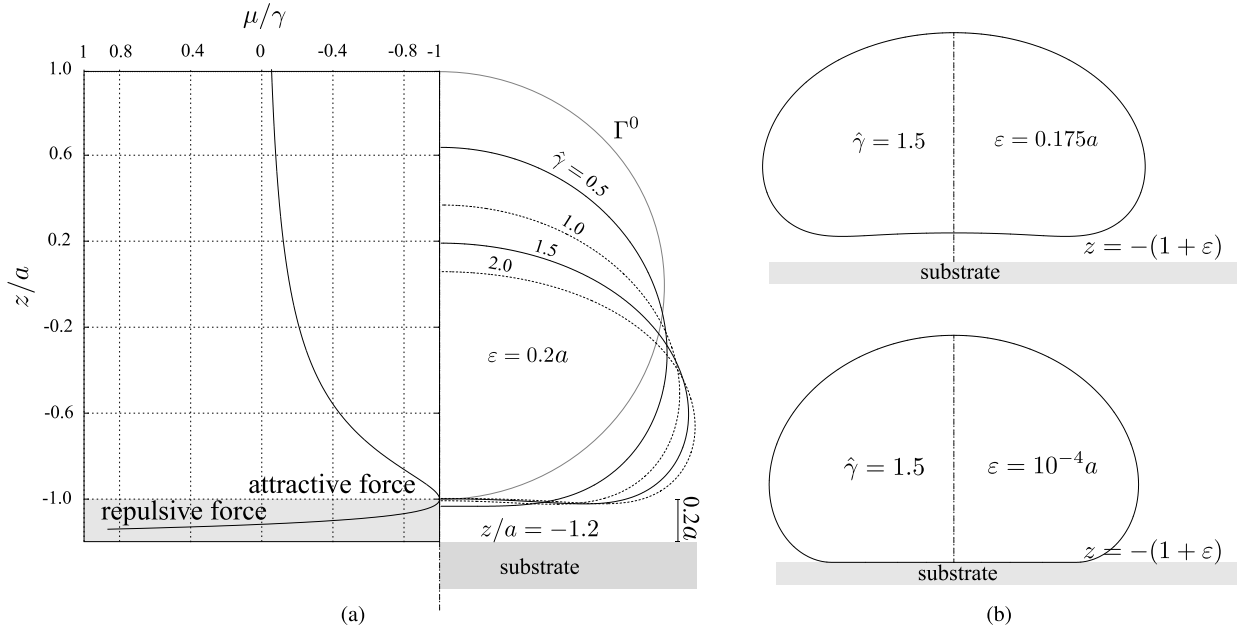 μ/γ
1 0.8 0.4 0 -0.4 -0.8 -1
1.0
0.6
0.2
-0.2
-0.6
-1.0
z/a
Γ⁰
γ̂ = 0.5
1.0
1.5
2.0
ε = 0.2a
attractive force
repulsive force
z/a = −1.2
0.2a
substrate
(a)
γ̂ = 1.5 ε = 0.175a
z = −(1 + ε)
substrate
γ̂ = 1.5 ε = 10⁻⁴a
z = −(1 + ε)
substrate
(b)